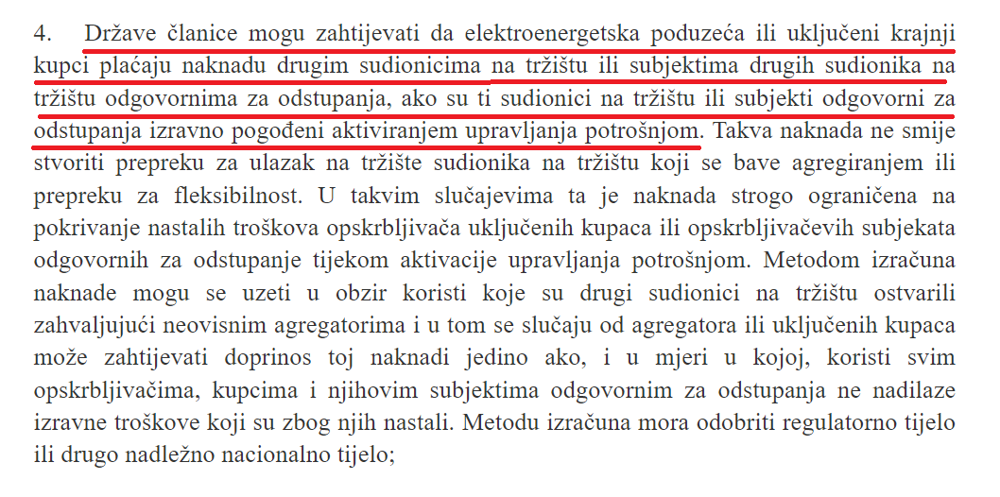 4. Države članice mogu zahtijevati da elektroenergetska poduzeća ili uključeni krajnji
kupci plaćaju naknadu drugim sudionicima na tržištu ili subjektima drugih sudionika na
tržištu odgovornima za odstupanja, ako su ti sudionici na tržištu ili subjekti odgovorni za
odstupanja izravno pogođeni aktiviranjem upravljanja potrošnjom. Takva naknada ne smije
stvoriti prepreku za ulazak na tržište sudionika na tržištu koji se bave agregiranjem ili
prepreku za fleksibilnost. U takvim slučajevima ta je naknada strogo ograničena na
pokrivanje nastalih troškova opskrbljivača uključenih kupaca ili opskrbljivačevih subjekata
odgovornih za odstupanje tijekom aktivacije upravljanja potrošnjom. Metodom izračuna
naknade mogu se uzeti u obzir koristi koje su drugi sudionici na tržištu ostvarili
zahvaljujući neovisnim agregatorima i u tom se slučaju od agregatora ili uključenih kupaca
može zahtijevati doprinos toj naknadi jedino ako, i u mjeri u kojoj, koristi svim
opskrbljivačima, kupcima i njihovim subjektima odgovornim za odstupanja ne nadilaze
izravne troškove koji su zbog njih nastali. Metodu izračuna mora odobriti regulatorno tijelo
ili drugo nadležno nacionalno tijelo;